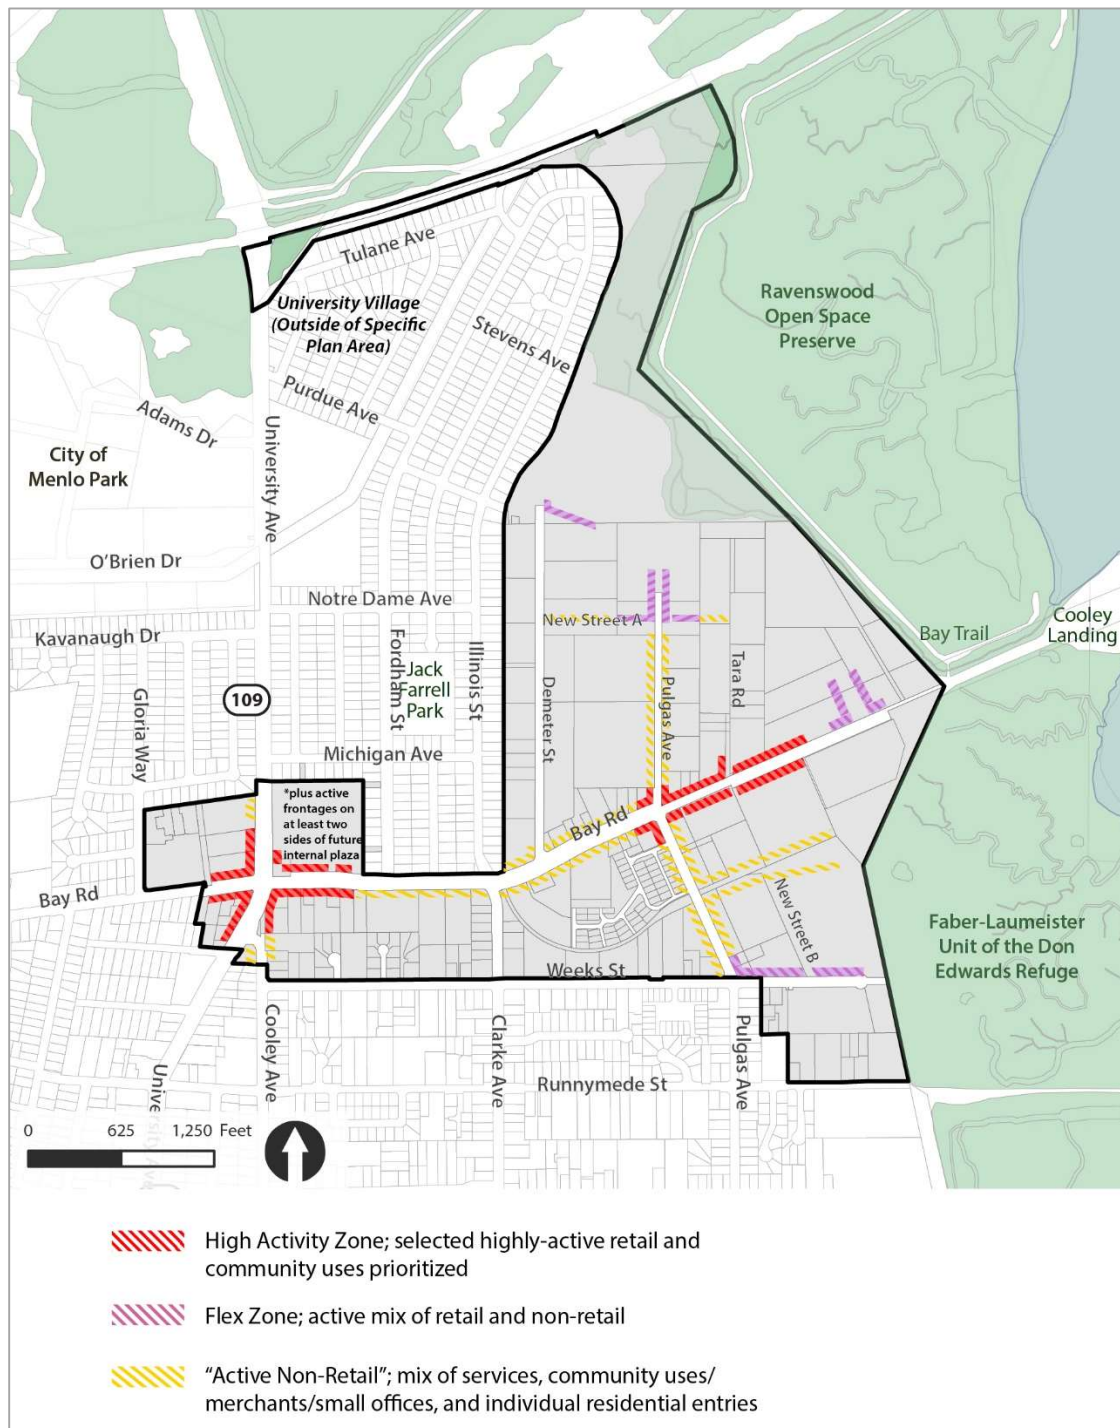 Tulane Ave
University Village
(Outside of Specific
Plan Area)
Stevens Ave
Ravenswood
Open Space
Preserve
Purdue Ave
Adams Dr
City of
Menlo Park
University Ave
O'Brien Dr
Notre Dame Ave
New Street A
Cooley
Landing
Bay Trail
Kavanaugh Dr
Jack
Farrell
Park
Fordham St
Illinois St
Demeter St
Pulgas Ave
Tara Rd
Gloria Way
109
Michigan Ave
*plus active
frontages on
at least two
sides of future
internal plaza
Bay Rd
Bay Rd
New Street B
Faber-Laumeister
Unit of the Don
Edwards Refuge
Weeks St
Cooley Ave
Clarke Ave
Pulgas Ave
Runnymede St
University Ave
0 625 1,250 Feet
High Activity Zone; selected highly-active retail and
community uses prioritized
Flex Zone; active mix of retail and non-retail
“Active Non-Retail”; mix of services, community uses/
merchants/small offices, and individual residential entries